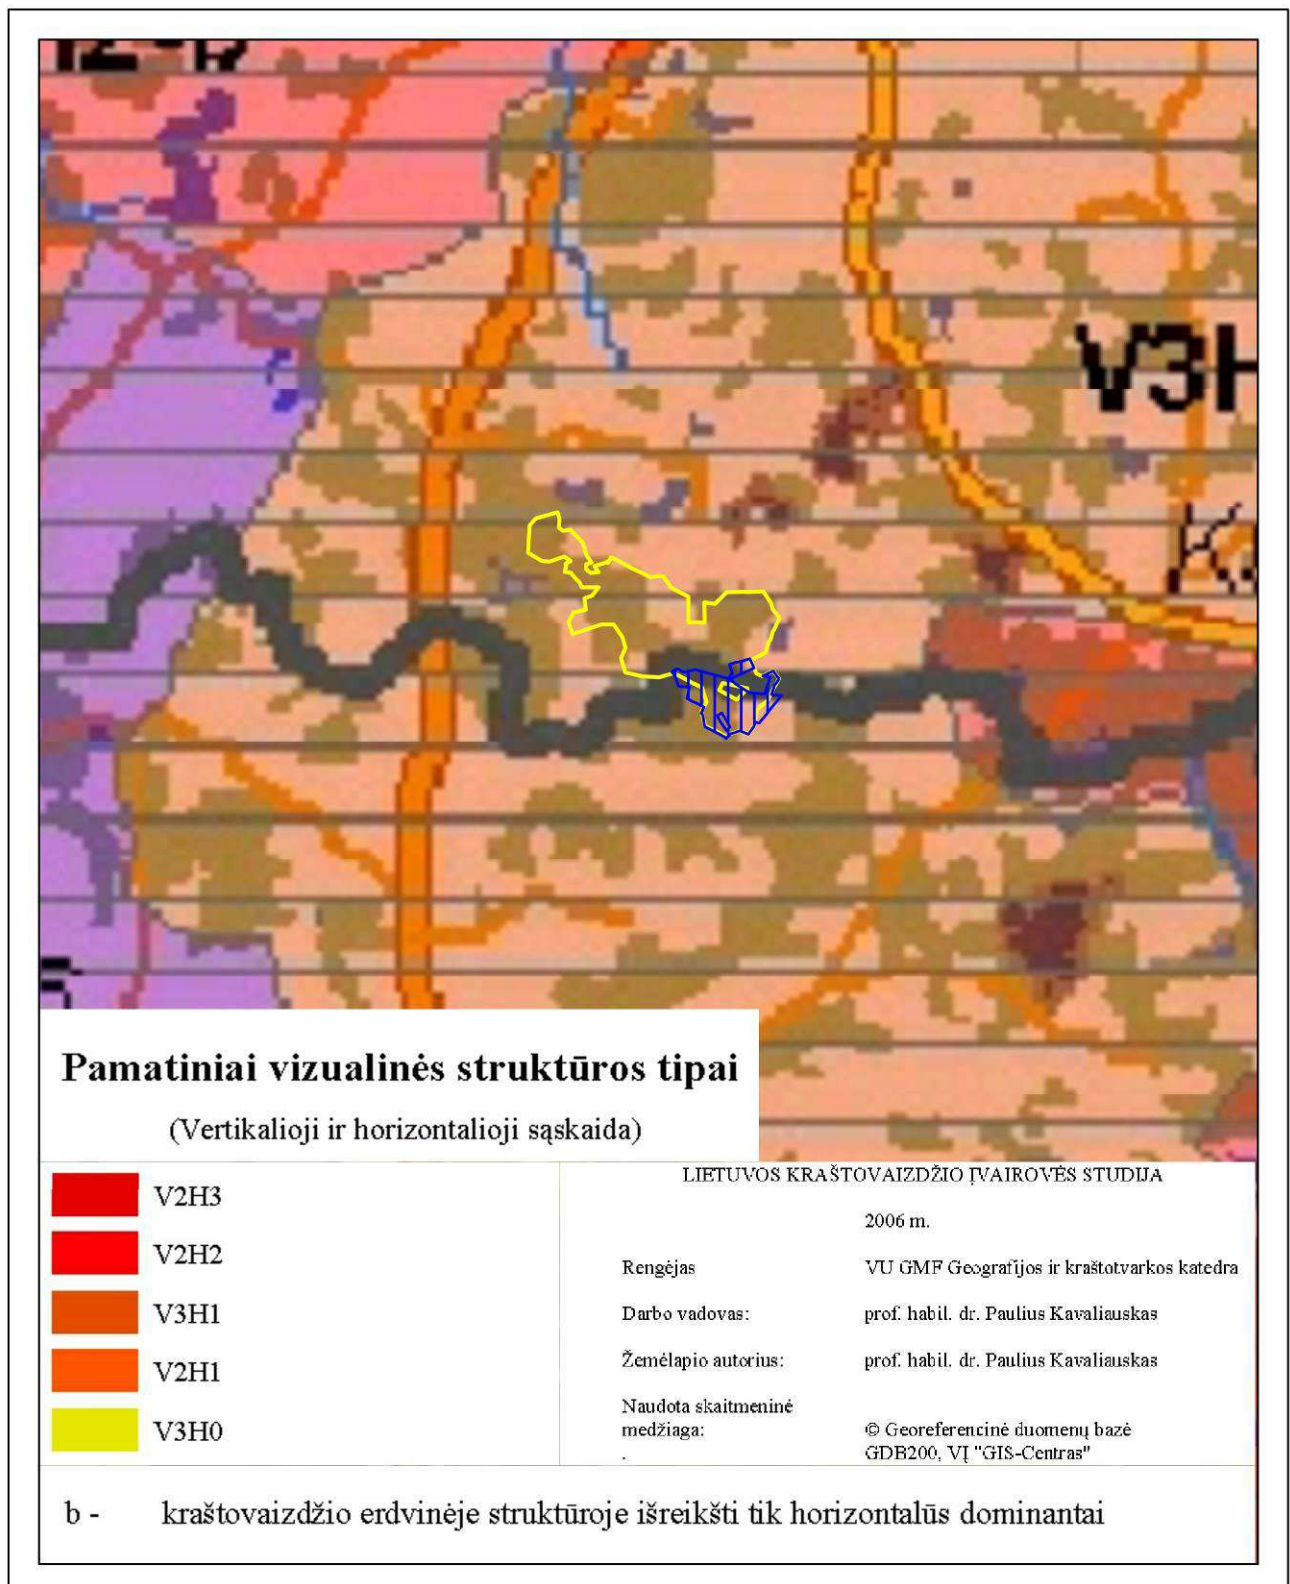 V3H
Pamatiniai vizualinės struktūros tipai
(Vertikalioji ir horizontalioji sąskaida)
V2H3
V2H2
V3H1
V2H1
V3H0
LIETUVOS KRAŠTOVAIZDŽIO ĮVAIROVĖS STUDIJA
2006 m.
Rengėjas VU GMF Geografijos ir kraštotvarkos katedra
Darbo vadovas: prof. habil. dr. Paulius Kavaliauskas
Žemėlapio autorius: prof. habil. dr. Paulius Kavaliauskas
Naudota skaitmeninė
medžiaga: © Georeferencinė duomenų bazė
. GDB200, VĮ "GIS-Centras"
b - kraštovaizdžio erdvinėje struktūroje išreikšti tik horizontalūs dominantai